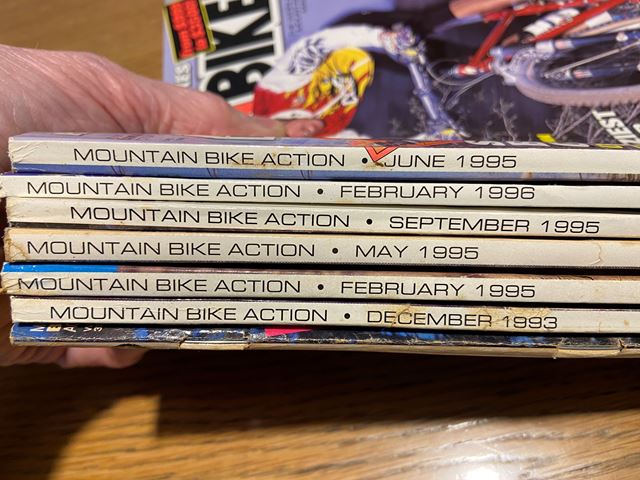 BIKE
MOUNTAIN BIKE ACTION • JUNE 1995
MOUNTAIN BIKE ACTION • FEBRUARY 1996
MOUNTAIN BIKE ACTION • SEPTEMBER 1995
MOUNTAIN BIKE ACTION • MAY 1995
MOUNTAIN BIKE ACTION • FEBRUARY 1995
MOUNTAIN BIKE ACTION • DECEMBER 1993